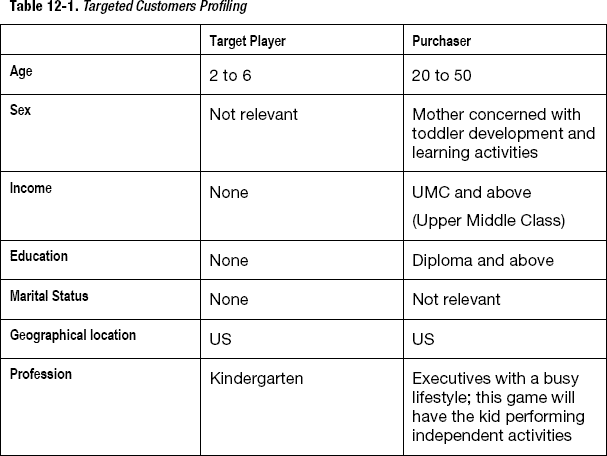 Table 12-1. Targeted Customers Profiling
Target Player Purchaser
Age 2 to 6 20 to 50
Sex Not relevant Mother concerned with
toddler development and
learning activities
Income None UMC and above
(Upper Middle Class)
Education None Diploma and above
Marital Status None Not relevant
Geographical location US US
Profession Kindergarten Executives with a busy
lifestyle; this game will
have the kid performing
independent activities